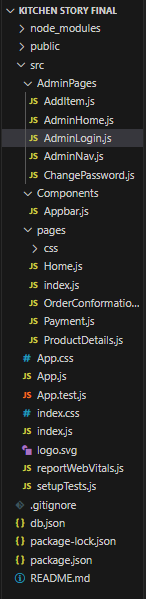 KITCHEN STORY FINAL
node_modules
public
src
AdminPages
JS AddItem.js
JS AdminHome.js
JS AdminLogin.js
JS AdminNav.js
JS ChangePassword.js
Components
JS Appbar.js
pages
css
JS Home.js
JS index.js
JS OrderConformatio...
JS Payment.js
JS ProductDetails.js
# App.css
JS App.js
JS App.test.js
# index.css
JS index.js
logo.svg
JS reportWebVitals.js
JS setupTests.js
.gitignore
{} db.json
{} package-lock.json
{} package.json
README.md